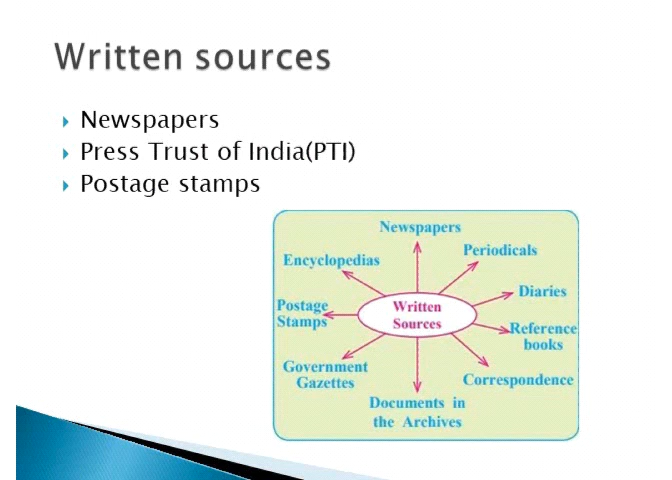 Written sources
Newspapers
Press Trust of India(PTI)
Postage stamps
Newspapers
Periodicals
Encyclopedias
Diaries
Postage
Stamps
Written
Sources
Reference
books
Government
Gazettes
Correspondence
Documents in
the Archives